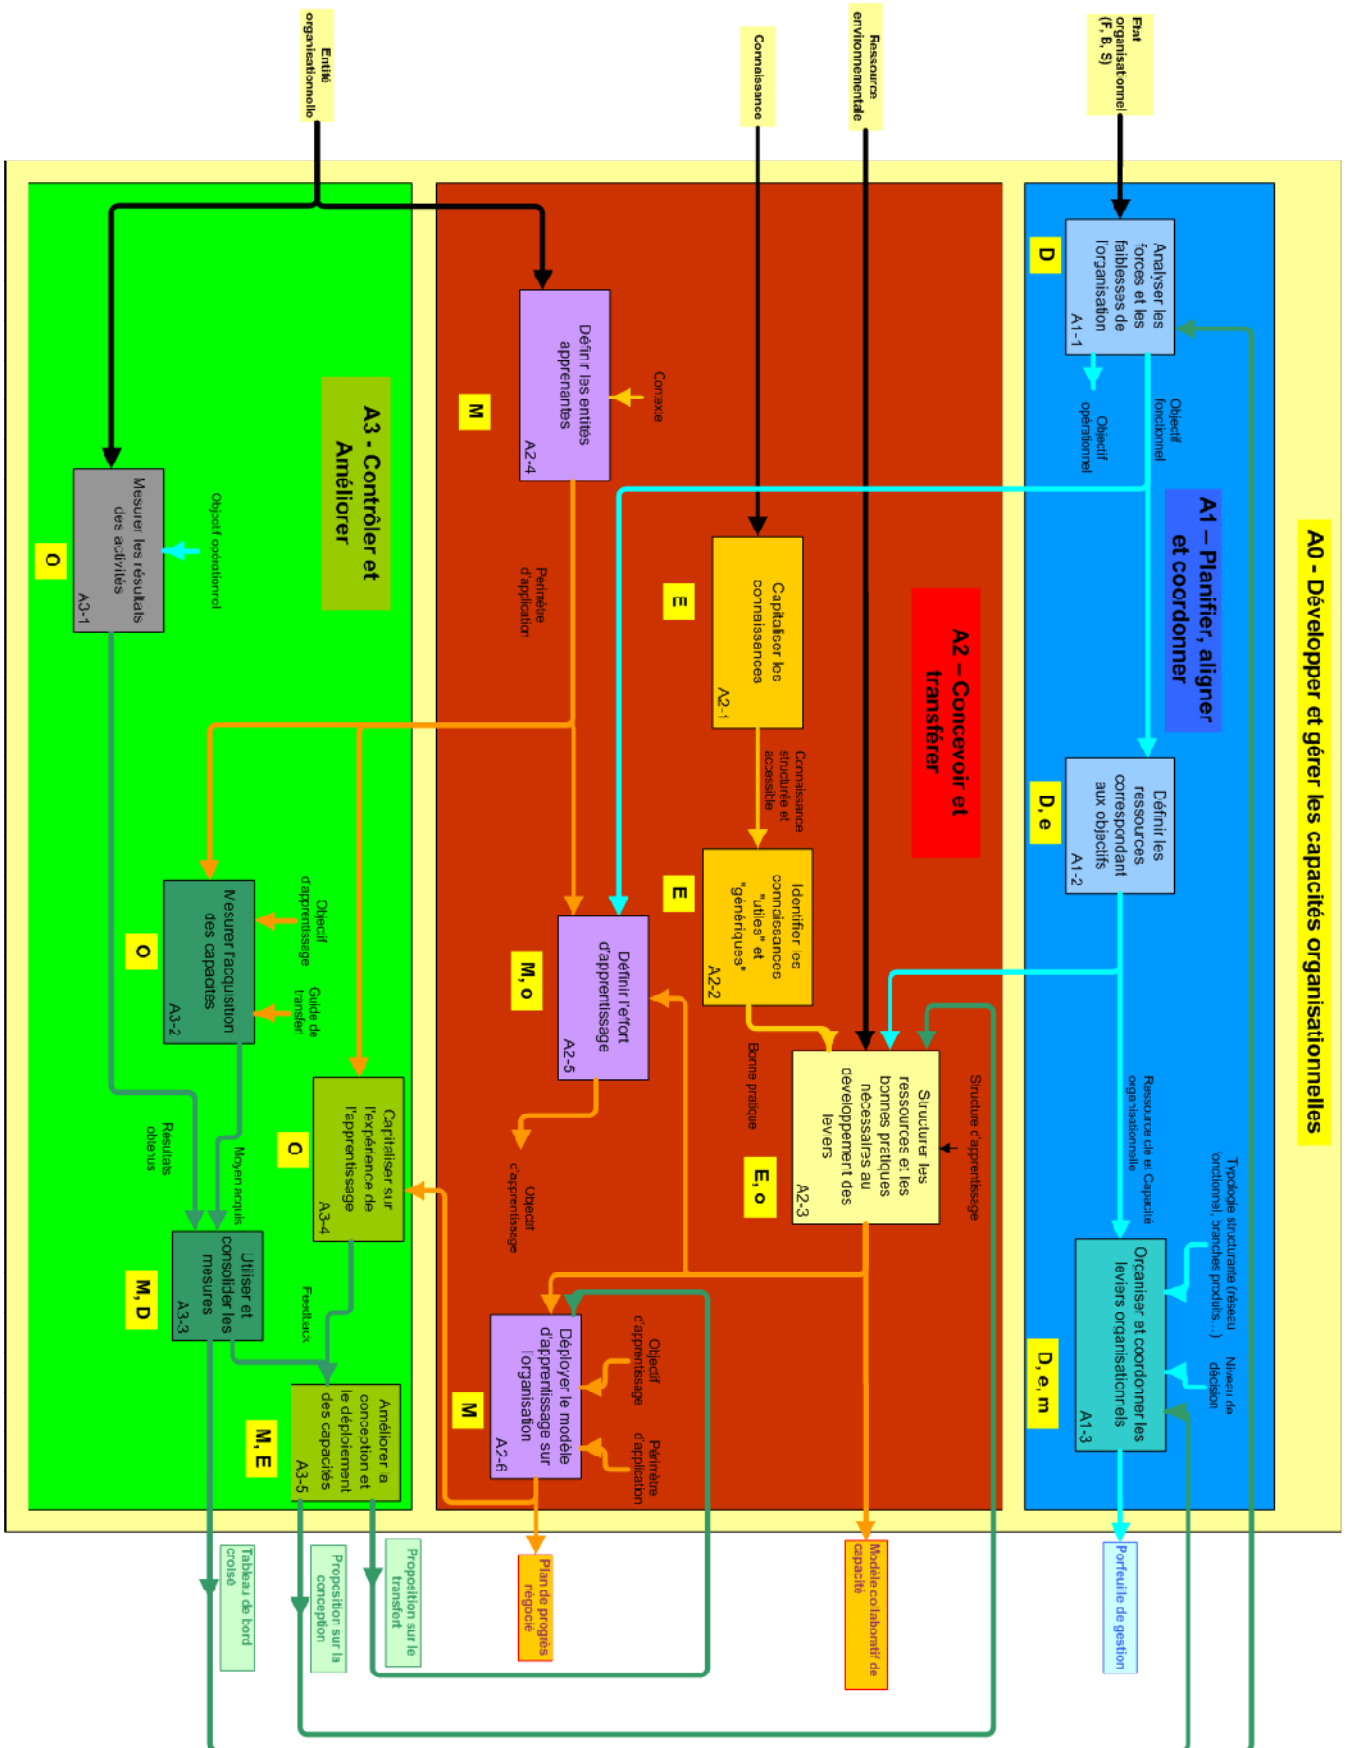 A0 - Développer et gérer les capacités organisationnelles
A1 – Planifier, aligner
et coordonner
Etat
organisationnel
(F, B, S)
Analyser les
forces et les
faiblesses de
l'organisation
A1-1
D
Objectif
fonctionnel
Objectif
opérationnel
Définir les
ressources
correspondant
aux objectifs
A1-2
D, e
Ressource clé et Capacité
organisationnelle
Typologie structurante (réseau
fonctionnel, branches produits…)
Niveau de
décision
Organiser et coordonner les
leviers organisationnels
A1-3
D, e, m
Porfeuille de gestion
A2 – Concevoir et
transférer
Ressource
environnementale
Connaissance
Capitaliser les
connaissances
A2-1
E
Connaissance
structurée et
accessible
Identifier les
connaissances
"utiles" et
"génériques"
A2-2
E
Bonne pratique
Structure d'apprentissage
Structurer les
ressources et les
bonnes pratiques
nécessaires au
développement des
leviers
A2-3
E, o
Modèle collaboratif de
capacité
Entité
organisationnelle
Contexte
Définir les entités
apprenantes
A2-4
M
Périmètre
d'application
Définir l'effort
d'apprentissage
A2-5
M, o
Objectif
d'apprentissage
Objectif
d'apprentissage
Périmètre
d'application
Déployer le modèle
d'apprentissage sur
l'organisation
A2-6
M
Plan de progrès
négocié
A3 - Contrôler et
Améliorer
Objectif opérationnel
Mesurer les résultats
des activités
A3-1
O
Objectif
d'apprentissage
Guide de
transfert
Mesurer l'acquisition
des capacités
A3-2
O
Capitaliser sur
l'expérience de
l'apprentissage
A3-4
O
Moyen acquis
Résultats
obtenus
Feedback
Utiliser et
consolider les
mesures
A3-3
M, D
Améliorer la
conception et
le déploiement
des capacités
A3-5
M, E
Proposition sur le
transfert
Proposition sur la
conception
Tableau de bord
croisé